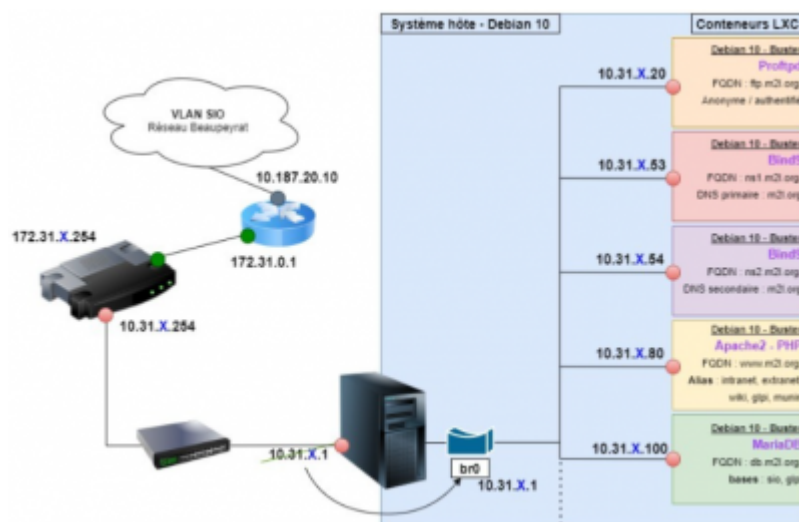 Système hôte - Debian 10
Conteneurs LXC
VLAN SIO
Réseau Beaupeyrat
10.187.20.10
172.31.X.254
172.31.0.1
10.31.X.254
10.31.X.1
br0
10.31.X.1
10.31.X.20
Debian 10 - Buste
Proftpd
FQDN : ftp.m2l.org
Anonyme / authentifié
10.31.X.53
Debian 10 - Buste
Bind9
FQDN : ns1.m2l.org
DNS primaire : m2l.org
10.31.X.54
Debian 10 - Buste
Bind9
FQDN : ns2.m2l.org
DNS secondaire : m2l.org
10.31.X.80
Debian 10 - Buste
Apache2 - PHP
FQDN : www.m2l.org
Alias : intranet, extranet
wiki, glpi, munin
10.31.X.100
Debian 10 - Buste
MariaDB
FQDN : db.m2l.org
bases : sio, glpi